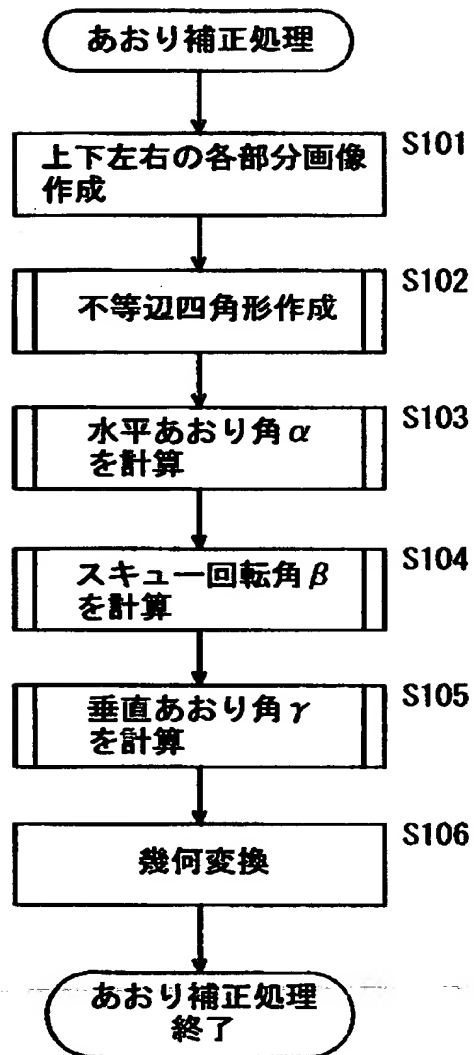 あおり補正処理
上下左右の各部分画像
作成
S101
不等辺四角形作成
S102
水平あおり角α
を計算
S103
スキュー回転角β
を計算
S104
垂直あおり角γ
を計算
S105
幾何変換
S106
あおり補正処理
終了